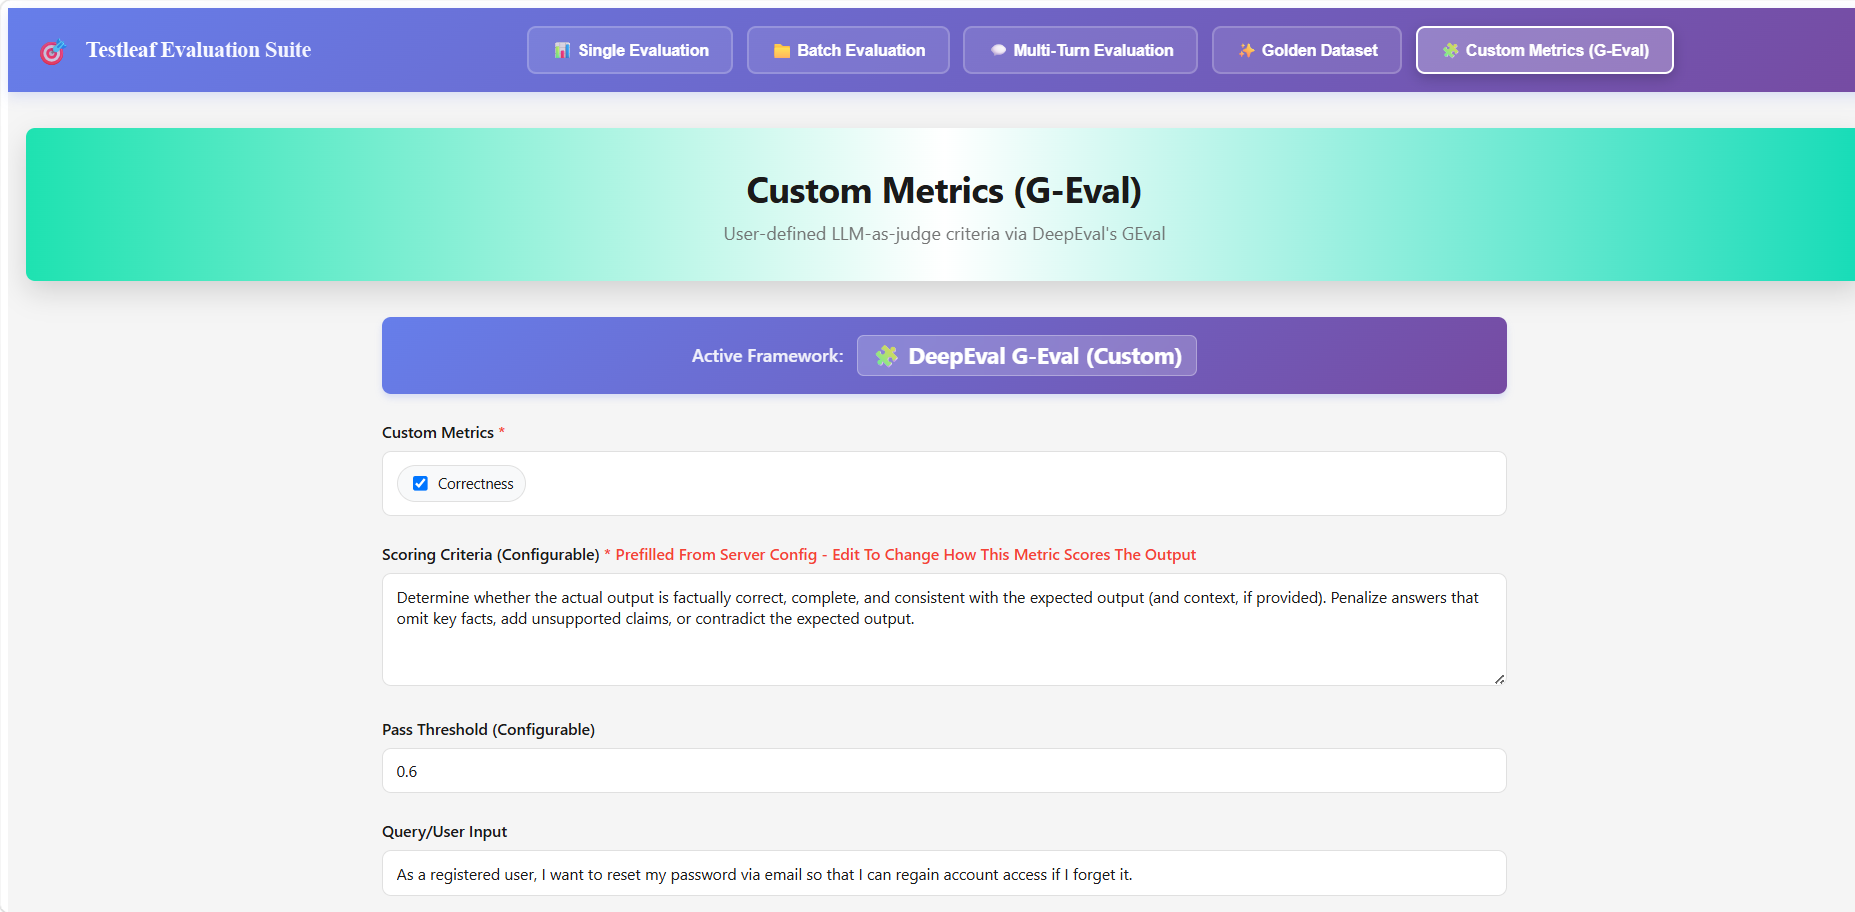 Testleaf Evaluation Suite
Single Evaluation
Batch Evaluation
Multi-Turn Evaluation
Golden Dataset
Custom Metrics (G-Eval)
Custom Metrics (G-Eval)
User-defined LLM-as-judge criteria via DeepEval's GEval
Active Framework: DeepEval G-Eval (Custom)
Custom Metrics *
Correctness
Scoring Criteria (Configurable) * Prefilled From Server Config - Edit To Change How This Metric Scores The Output
Determine whether the actual output is factually correct, complete, and consistent with the expected output (and context, if provided). Penalize answers that
omit key facts, add unsupported claims, or contradict the expected output.
Pass Threshold (Configurable)
0.6
Query/User Input
As a registered user, I want to reset my password via email so that I can regain account access if I forget it.